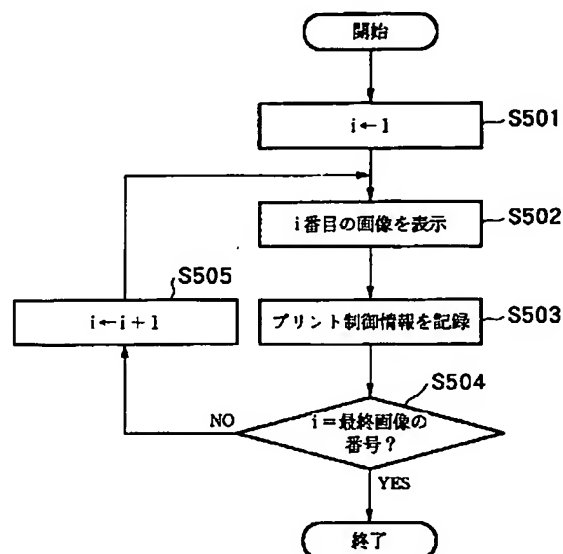 開始
i←1
S501
i番目の画像を表示
S502
S505
i←i+1
プリント制御情報を記録
S503
S504
NO
i=最終画像の
番号?
YES
終了